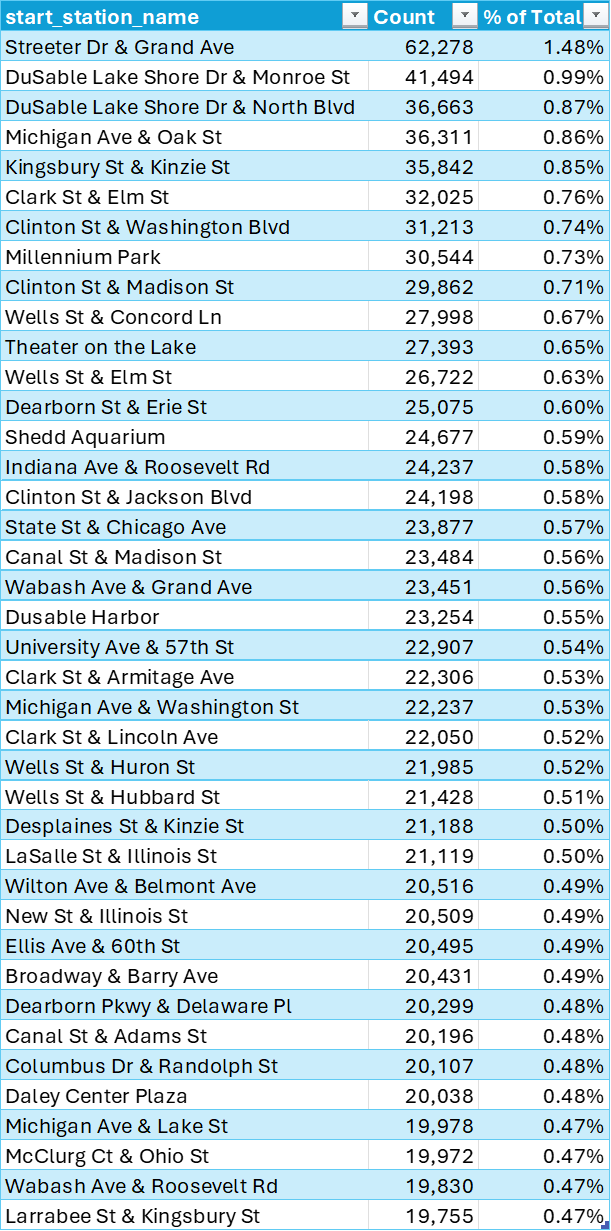 start_station_name Count % of Total
Streeter Dr & Grand Ave 62,278 1.48%
DuSable Lake Shore Dr & Monroe St 41,494 0.99%
DuSable Lake Shore Dr & North Blvd 36,663 0.87%
Michigan Ave & Oak St 36,311 0.86%
Kingsbury St & Kinzie St 35,842 0.85%
Clark St & Elm St 32,025 0.76%
Clinton St & Washington Blvd 31,213 0.74%
Millennium Park 30,544 0.73%
Clinton St & Madison St 29,862 0.71%
Wells St & Concord Ln 27,998 0.67%
Theater on the Lake 27,393 0.65%
Wells St & Elm St 26,722 0.63%
Dearborn St & Erie St 25,075 0.60%
Shedd Aquarium 24,677 0.59%
Indiana Ave & Roosevelt Rd 24,237 0.58%
Clinton St & Jackson Blvd 24,198 0.58%
State St & Chicago Ave 23,877 0.57%
Canal St & Madison St 23,484 0.56%
Wabash Ave & Grand Ave 23,451 0.56%
Dusable Harbor 23,254 0.55%
University Ave & 57th St 22,907 0.54%
Clark St & Armitage Ave 22,306 0.53%
Michigan Ave & Washington St 22,237 0.53%
Clark St & Lincoln Ave 22,050 0.52%
Wells St & Huron St 21,985 0.52%
Wells St & Hubbard St 21,428 0.51%
Desplaines St & Kinzie St 21,188 0.50%
LaSalle St & Illinois St 21,119 0.50%
Wilton Ave & Belmont Ave 20,516 0.49%
New St & Illinois St 20,509 0.49%
Ellis Ave & 60th St 20,495 0.49%
Broadway & Barry Ave 20,431 0.49%
Dearborn Pkwy & Delaware Pl 20,299 0.48%
Canal St & Adams St 20,196 0.48%
Columbus Dr & Randolph St 20,107 0.48%
Daley Center Plaza 20,038 0.48%
Michigan Ave & Lake St 19,978 0.47%
McClurg Ct & Ohio St 19,972 0.47%
Wabash Ave & Roosevelt Rd 19,830 0.47%
Larrabee St & Kingsbury St 19,755 0.47%